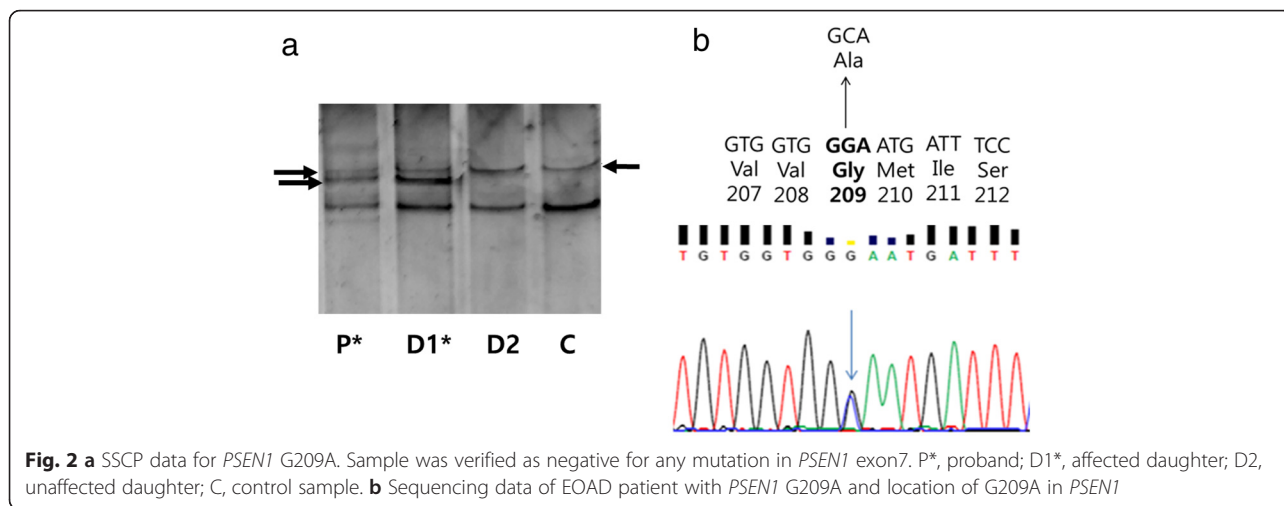 a
P* D1* D2 C
b
GCA
Ala
GTG GTG GGA ATG ATT TCC
Val Val Gly Met Ile Ser
207 208 209 210 211 212
T G T G G T G G G A A T G A T T T
Fig. 2 a SSCP data for PSEN1 G209A. Sample was verified as negative for any mutation in PSEN1 exon7. P*, proband; D1*, affected daughter; D2,
unaffected daughter; C, control sample. b Sequencing data of EOAD patient with PSEN1 G209A and location of G209A in PSEN1